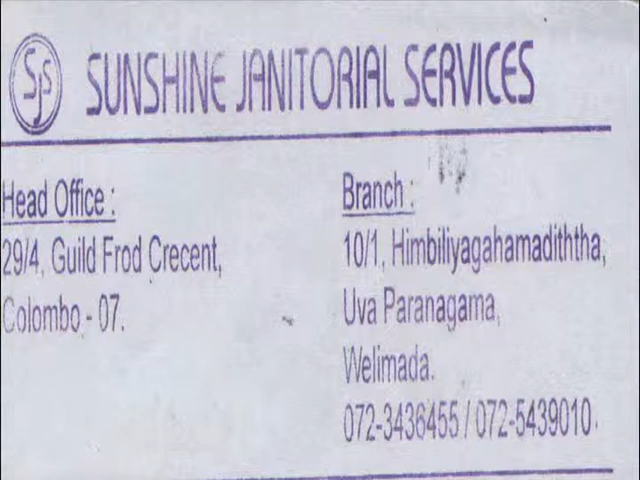 SJS SUNSHINE JANITORIAL SERVICES
Head Office :
29/4, Guild Frod Crecent,
Colombo - 07.
Branch :
10/1, Himbiliyagahamadiththa,
Uva Paranagama,
Welimada.
072-3436455 / 072-5439010.